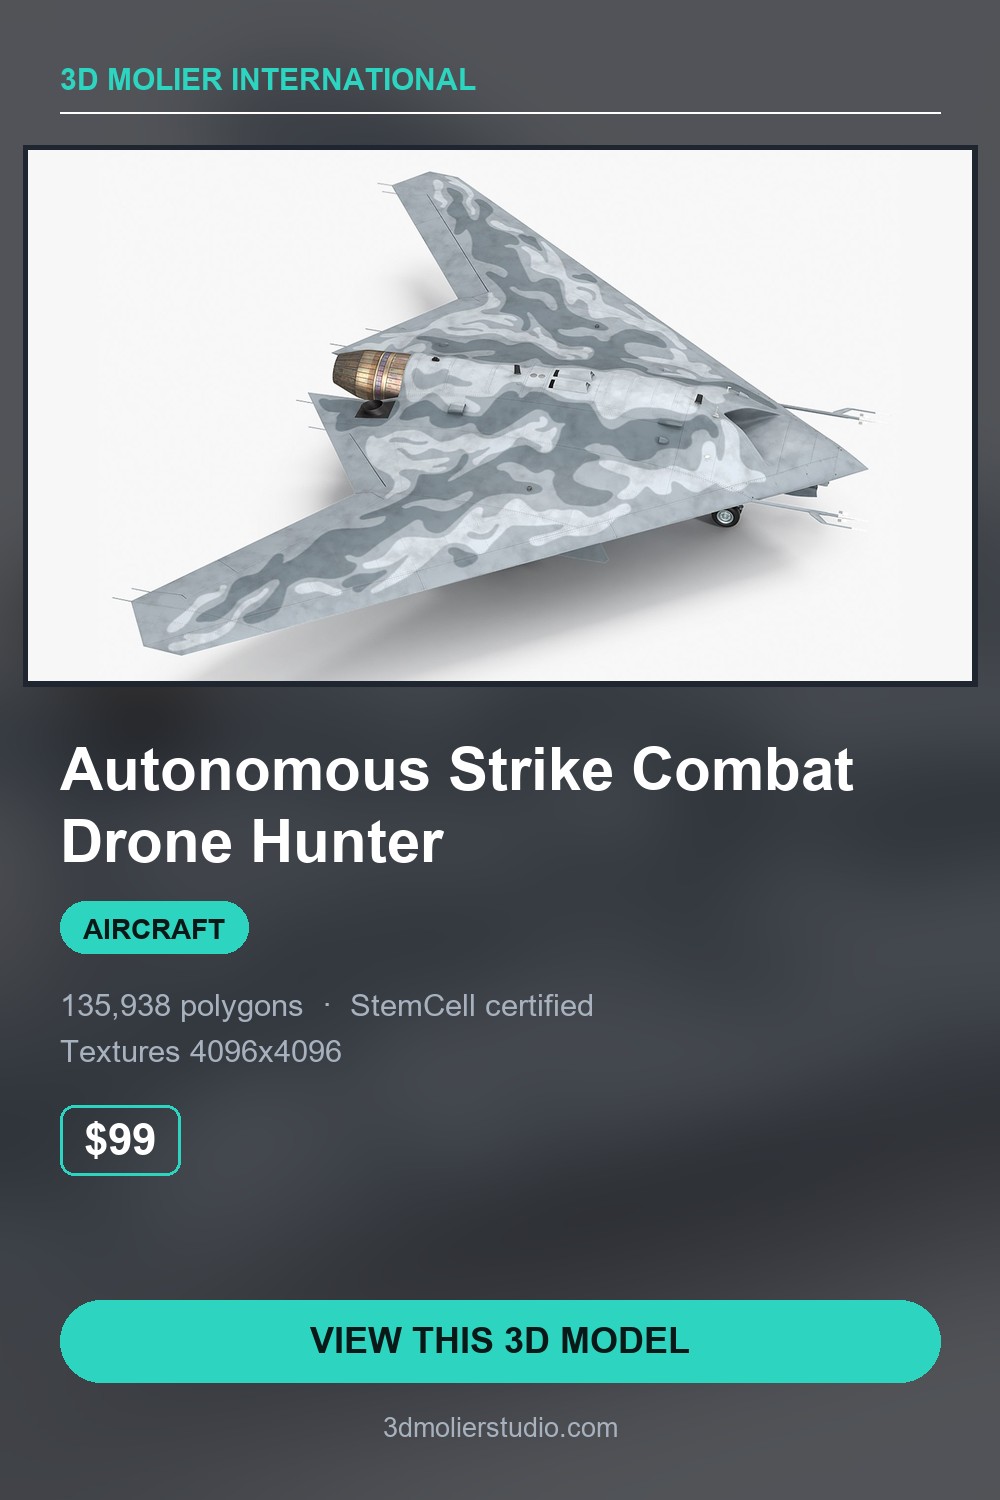 3D MOLIER INTERNATIONAL
Autonomous Strike Combat
Drone Hunter
AIRCRAFT
135,938 polygons · StemCell certified
Textures 4096x4096
$99
VIEW THIS 3D MODEL
3dmolierstudio.com